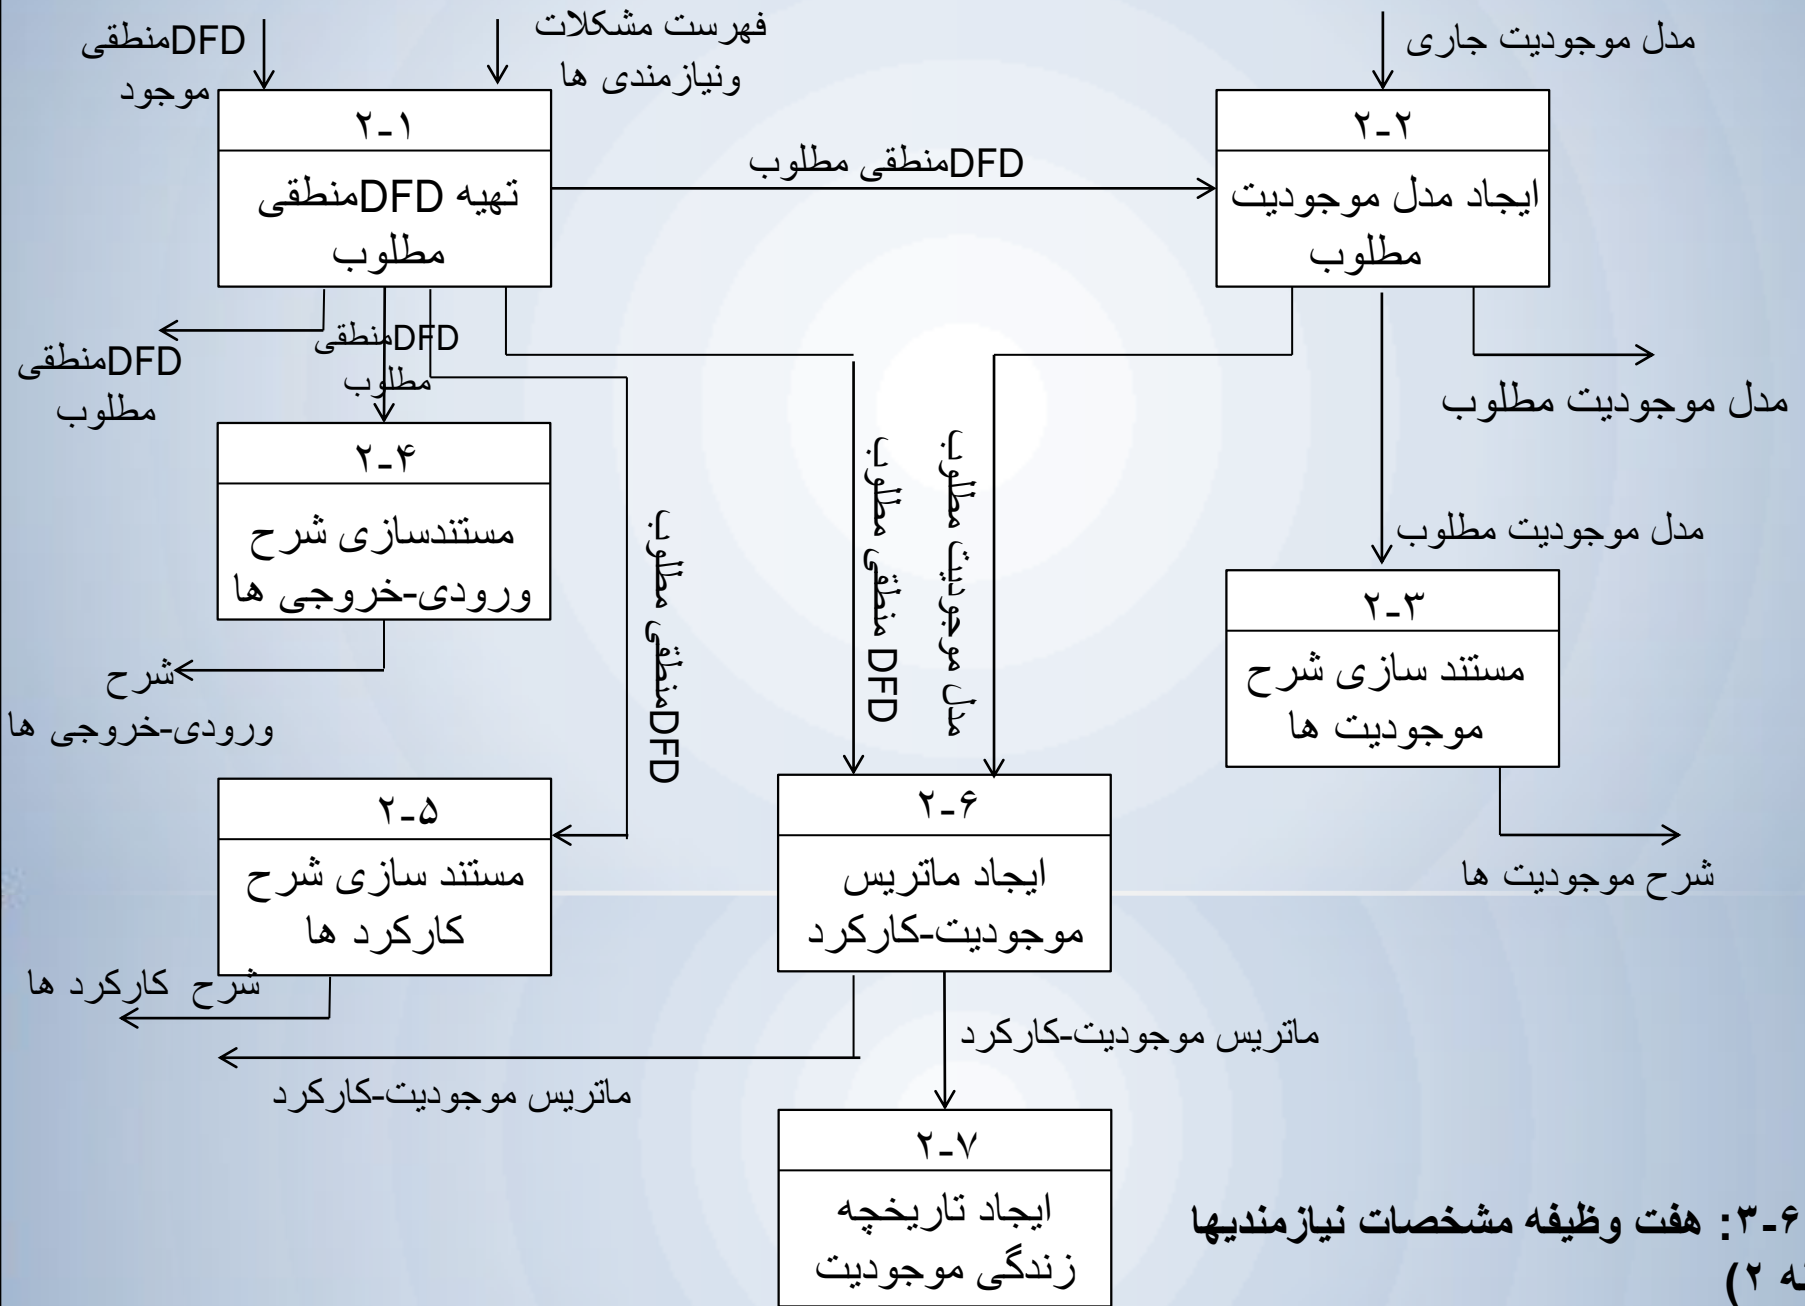 DFDمنطقی
موجود
فهرست مشکلات
ونیازمندی ها
مدل موجودیت جاری
۲-۱
تهیه DFDمنطقی
مطلوب
DFDمنطقی مطلوب
۲-۲
ایجاد مدل موجودیت
مطلوب
DFDمنطقی
مطلوب
DFDمنطقی
مطلوب
مدل موجودیت مطلوب
۲-۴
مستندسازی شرح
ورودی-خروجی ها
DFDمنطقی مطلوب
DFD منطقی مطلوب
مدل موجودیت مطلوب
مدل موجودیت مطلوب
۲-۳
مستند سازی شرح
موجودیت ها
شرح
ورودی-خروجی ها
۲-۵
مستند سازی شرح
کارکرد ها
۲-۶
ایجاد ماتریس
موجودیت-کارکرد
شرح موجودیت ها
شرح کارکرد ها
ماتریس موجودیت-کارکرد
ماتریس موجودیت-کارکرد
۲-۷
ایجاد تاریخچه
زندگی موجودیت
۳-۶: هفت وظیفه مشخصات نیازمندیها
۲)